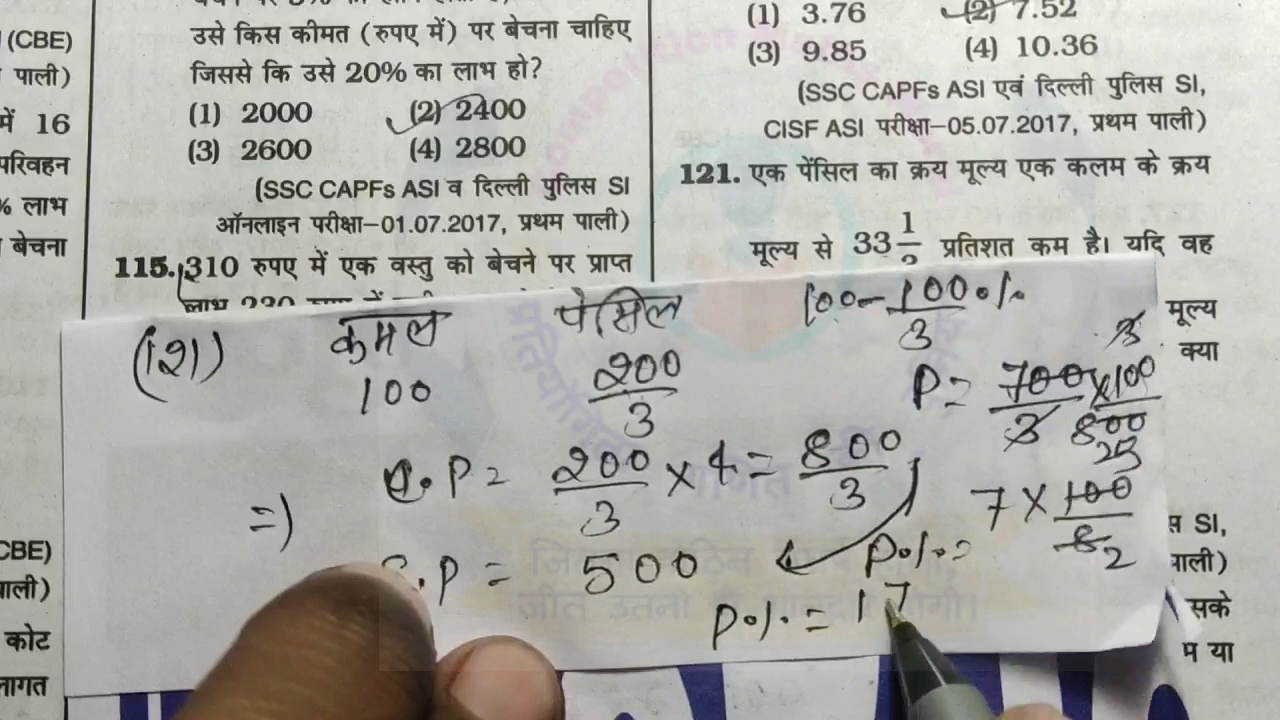 (CBE)
पाली)
में 16
परिवहन
% लाभ
बेचना
CBE)
पाली)
कोट
लागत
उसे किस कीमत (रुपए में) पर बेचना चाहिए
जिससे कि उसे 20% का लाभ हो?
(1) 2000 (2) 2400
(3) 2600 (4) 2800
(SSC CAPFs ASI व दिल्ली पुलिस SI
ऑनलाइन परीक्षा–01.07.2017, प्रथम पाली)
115. 310 रुपए में एक वस्तु को बेचने पर प्राप्त
(1) 3.76 (2) 7.52
(3) 9.85 (4) 10.36
(SSC CAPFs ASI एवं दिल्ली पुलिस SI,
CISF ASI परीक्षा–05.07.2017, प्रथम पाली)
121. एक पेंसिल का क्रय मूल्य एक कलम के क्रय
मूल्य से 33 1/ प्रतिशत कम है। यदि वह
मूल्य
क्या
SI,
पाली)
सके
म या
(121) कमल पेंसिल 100 - 100/3 %
100 200/3
P = 700/3 × 100/800 3
C.P = 200/3 × 4 = 800/3
25
7 × 100/8 2
=) S.P = 500 P.%=
P.% = 17